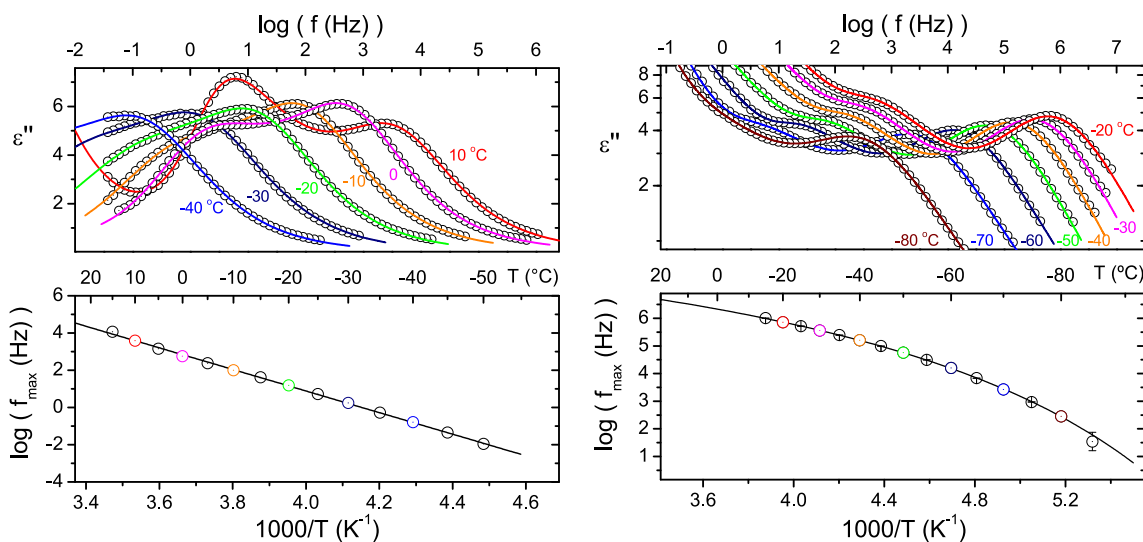 log ( f (Hz) )
-2 -1 0 1 2 3 4 5 6
ε"
6
4
2
10 °C
0
-10
-20
-30
-40 °C
20 10 0 -10 -20 -30 -40 -50 T (°C)
log ( f max (Hz) )
6
4
2
0
-2
-4
3.4 3.6 3.8 4.0 4.2 4.4 4.6
1000/T (K-1)
log ( f (Hz) )
-1 0 1 2 3 4 5 6 7
ε"
8
6
4
2
-20 °C
-30
-40
-50
-60
-70
-80 °C
20 0 -20 -40 -60 -80 T (°C)
log ( f max (Hz) )
6
5
4
3
2
1
3.6 4.0 4.4 4.8 5.2
1000/T (K-1)